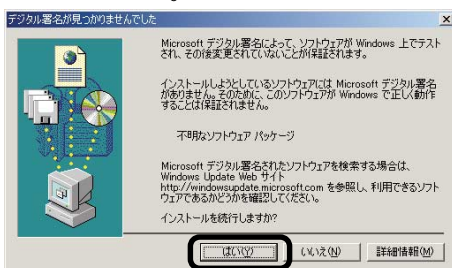 デジタル署名が見つかりませんでした
Microsoft デジタル署名によって、ソフトウェアが Windows 上でテスト
され、その後変更されていないことが保証されます。
インストールしようとしているソフトウェアには Microsoft デジタル署名
がありません。そのため、このソフトウェアが Windows で正しく動作
することは保証されません。
不明なソフトウェア パッケージ
Microsoft デジタル署名されたソフトウェアを検索する場合は、
Windows Update Web サイト
http://windowsupdate.microsoft.com を参照し、利用できるソフト
ウェアであるかどうかを確認してください。
インストールを続行しますか?
はい(Y)
いいえ(N)
詳細情報(M)